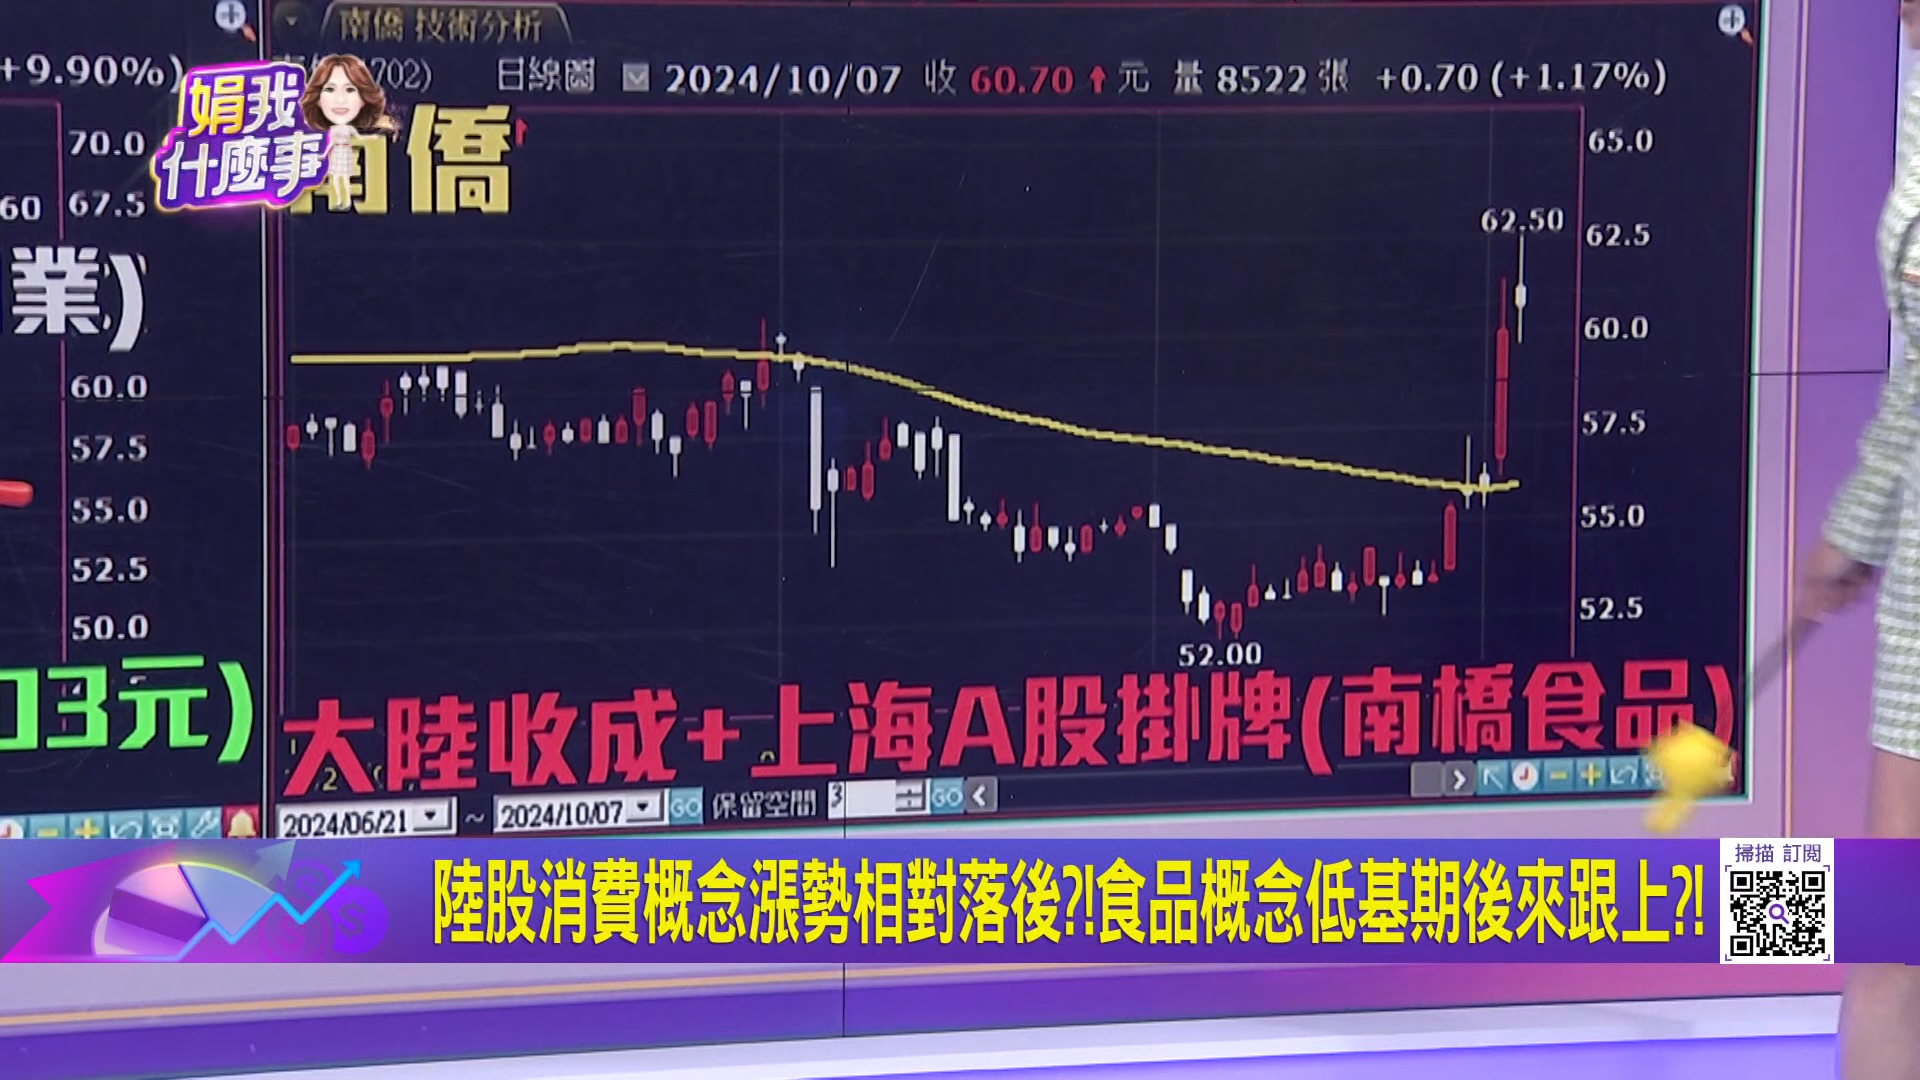 南僑 技術分析
+9.90%)
1702) 日線圖 2024/10/07 收 60.70 元 量 8522 張 +0.70 (+1.17%)
娟我什麼事
南僑
70.0
67.5
60
業)
60.0
57.5
55.0
52.5
50.0
65.0
62.5
60.0
57.5
55.0
52.5
62.50
52.00
03元)
大陸收成+上海A股掛牌(南橋食品)
2024/06/21 ~ 2024/10/07 GO 保留空間 3 GO
陸股消費概念漲勢相對落後?!食品概念低基期後來跟上?!
掃描 訂閱